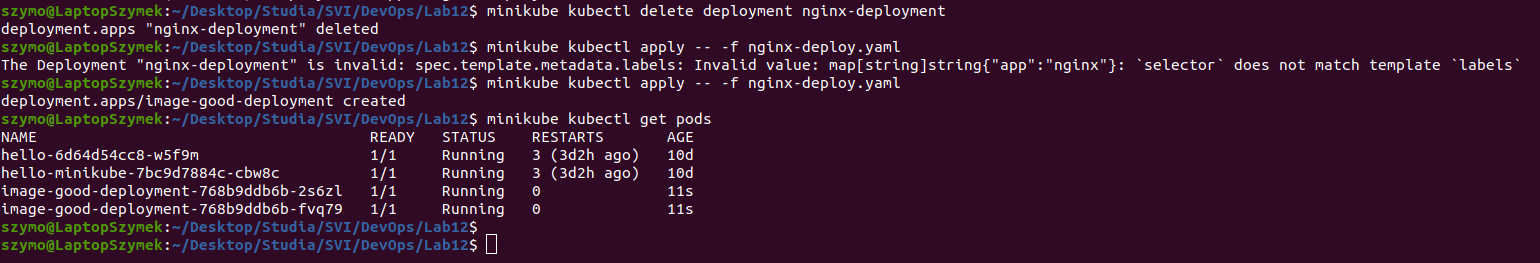 szymo@LaptopSzymek:~/Desktop/Studia/SVI/DevOps/Lab12$ minikube kubectl delete deployment nginx-deployment
deployment.apps "nginx-deployment" deleted
szymo@LaptopSzymek:~/Desktop/Studia/SVI/DevOps/Lab12$ minikube kubectl apply -- -f nginx-deploy.yaml
The Deployment "nginx-deployment" is invalid: spec.template.metadata.labels: Invalid value: map[string]string{"app":"nginx"}: `selector` does not match template `labels`
szymo@LaptopSzymek:~/Desktop/Studia/SVI/DevOps/Lab12$ minikube kubectl apply -- -f nginx-deploy.yaml
deployment.apps/image-good-deployment created
szymo@LaptopSzymek:~/Desktop/Studia/SVI/DevOps/Lab12$ minikube kubectl get pods
NAME                                     READY   STATUS    RESTARTS       AGE
hello-6d64d54cc8-w5f9m                   1/1     Running   3 (3d2h ago)   10d
hello-minikube-7bc9d7884c-cbw8c          1/1     Running   3 (3d2h ago)   10d
image-good-deployment-768b9ddb6b-2s6zl   1/1     Running   0              11s
image-good-deployment-768b9ddb6b-fvq79   1/1     Running   0              11s
szymo@LaptopSzymek:~/Desktop/Studia/SVI/DevOps/Lab12$
szymo@LaptopSzymek:~/Desktop/Studia/SVI/DevOps/Lab12$